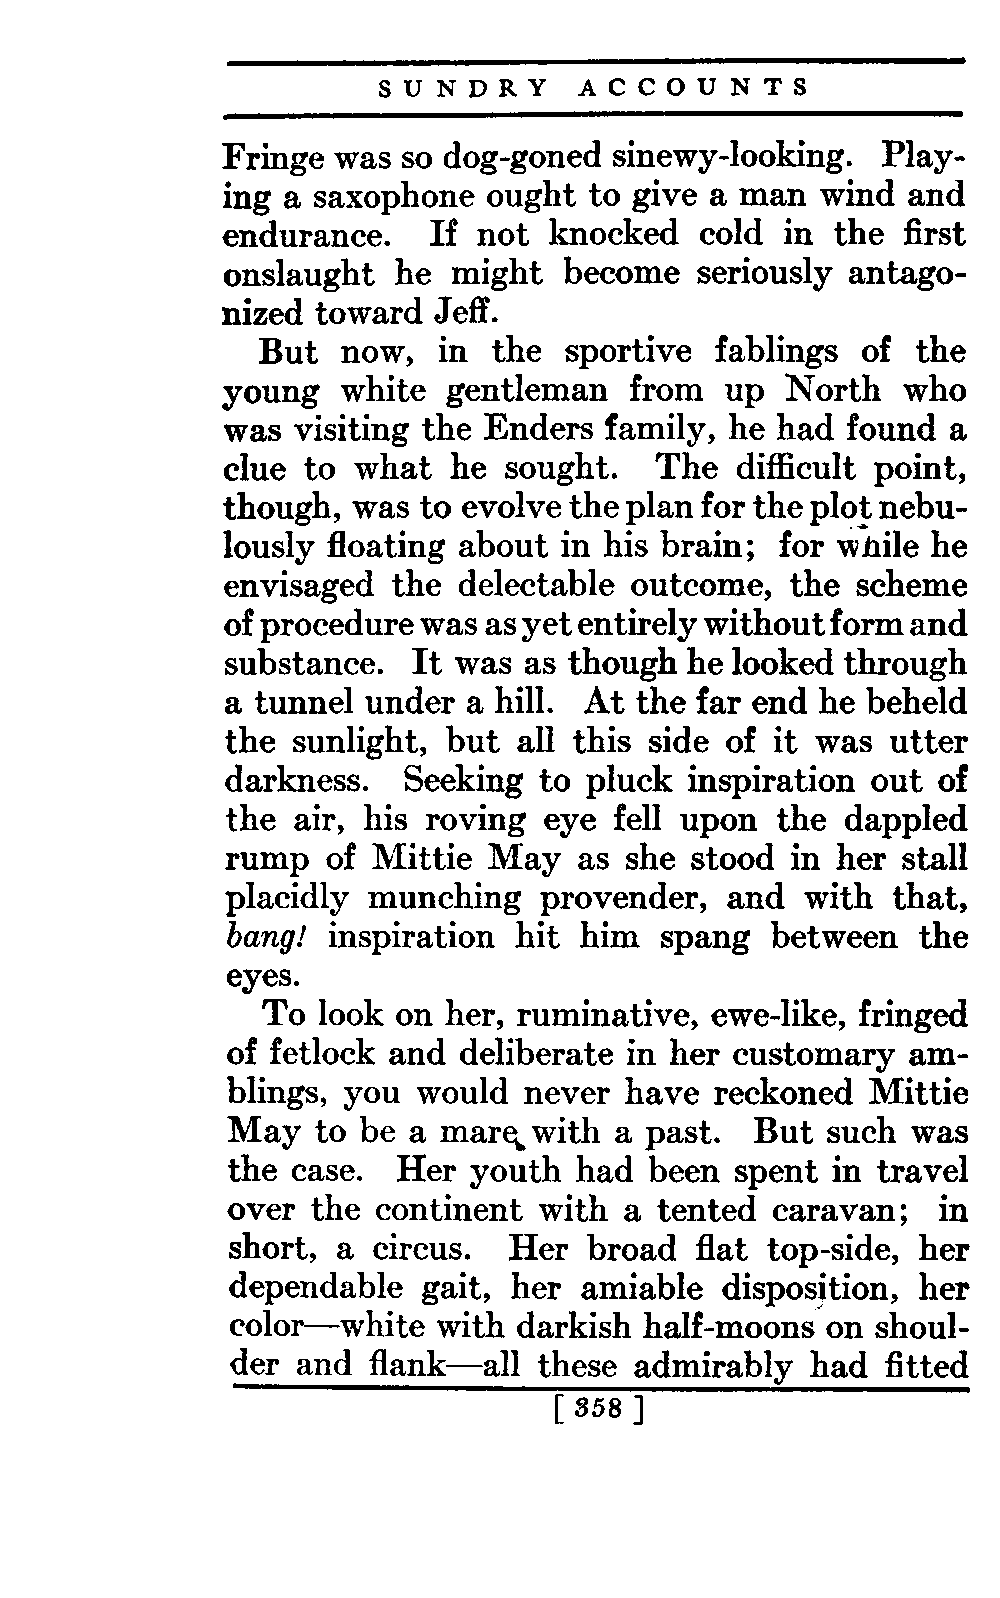 SUNDRY ACCOUNTS
Fringe was so dog-goned sinewy-looking. Play-
ing a saxophone ought to give a man wind and
endurance. If not knocked cold in the first
onslaught he might become seriously antago-
nized toward Jeff.
But now, in the sportive fablings of the
young white gentleman from up North who
was visiting the Enders family, he had found a
clue to what he sought. The difficult point,
though, was to evolve the plan for the plot nebu-
lously floating about in his brain; for while he
envisaged the delectable outcome, the scheme
of procedure was as yet entirely without form and
substance. It was as though he looked through
a tunnel under a hill. At the far end he beheld
the sunlight, but all this side of it was utter
darkness. Seeking to pluck inspiration out of
the air, his roving eye fell upon the dappled
rump of Mittie May as she stood in her stall
placidly munching provender, and with that,
bang! inspiration hit him spang between the
eyes.
To look on her, ruminative, ewe-like, fringed
of fetlock and deliberate in her customary am-
blings, you would never have reckoned Mittie
May to be a mare with a past. But such was
the case. Her youth had been spent in travel
over the continent with a tented caravan; in
short, a circus. Her broad flat top-side, her
dependable gait, her amiable disposition, her
color—white with darkish half-moons on shoul-
der and flank—all these admirably had fitted
[ 358 ]